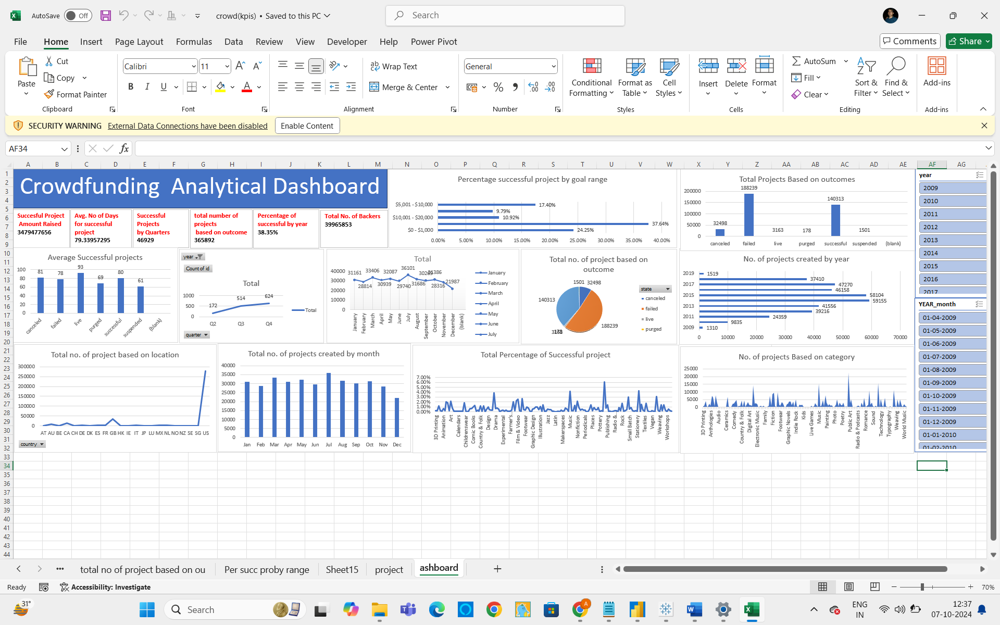 AutoSave Off crowd(kpis) • Saved to this PC Search
File Home Insert Page Layout Formulas Data Review View Developer Help Power Pivot Comments Share
Paste Cut Copy Format Painter Clipboard
Calibri 11 B I U A Font
Wrap Text Merge & Center Alignment
General % Number
Conditional Formatting Format as Table Cell Styles Styles
Insert Delete Format Cells
AutoSum Fill Clear Sort & Filter Find & Select Editing
Add-ins Add-ins
SECURITY WARNING External Data Connections have been disabled Enable Content
AF34 fx
A B C D E F G H I J K L M N O P Q R S T U V W X Y Z AA AB AC AD AE AF AG
1 2 3 4 5 6 7 8 9 10 11 12 13 14 15 16 17 18 19 20 21 22 23 24 25 26 27 28 29 30 31 32 33 34 35 36 37 38 39 40 41 42 43 44
Crowdfunding Analytical Dashboard
Succesful Project
Amount Raised
3479477656
Avg. No of Days
for successful
project
79.33957295
Successful
Projects
by Quarters
46929
total number of
projects
based on outcome
365892
Percentage of
successful by year
38.35%
Total No. of Backers
39965853
Percentage successful project by goal range
$5,001 - $10,000 17.40%
9.79%
$10,001 - $20,000 10.92%
37.64%
$0 - $1,000 24.25%
0.00% 5.00% 10.00% 15.00% 20.00% 25.00% 30.00% 35.00% 40.00%
Total Projects Based on outcomes
200000
150000
100000
50000
0
32498 188239 3163 178 140313 1501
canceled failed live purged successful suspended (blank)
year
2009
2010
2011
2012
2013
2014
2015
2016
2017
Average Successful projects
100
80
60
40
20
0
81 78 93 69 80 61
canceled failed live purged successful suspended (blank)
year
Count of id
Total
1000
500
0
172 514 624
Q2 Q3 Q4
Total
quarter
Total
40000
30000
20000
10000
0
31161 28814 33406 30939 32087 29740 36101 31686 31386 28316 21987
January February March April May June July August September October November December (blank)
January
February
March
April
May
June
July
Total no. of project based on
outcome
1501 32498
140313
188239
state
canceled
failed
live
purged
No. of projects created by year
2019 1519
37410
2017 47270
46158
2015 58104
59155
2013 41556
39216
2011 24359
9835
2009 1310
0 10000 20000 30000 40000 50000 60000 70000
YEAR_month
01-04-2009
01-05-2009
01-06-2009
01-07-2009
01-08-2009
01-09-2009
01-10-2009
01-11-2009
01-12-2009
01-01-2010
01-02-2010
Total no. of project based on location
300000
250000
200000
150000
100000
50000
0
AT AU BE CA CH DE DK ES FR GB HK IE IT JP LU MX NL NO NZ SE SG US
country
Total no. of projects created by month
40000
35000
30000
25000
20000
15000
10000
5000
0
Jan Feb Mar Apr May Jun Jul Aug Sep Oct Nov Dec
Total Percentage of Successful project
7.00%
6.00%
5.00%
4.00%
3.00%
2.00%
1.00%
0.00%
3D Printing Animation Art Calendars Childrenswear Comic Books Country & Folk Design Drama Experimental Farmer's... Film & Video Footwear Graphic Design Illustration Jazz Latin Makerspaces Music Nonfiction Periodicals Places Pottery Publishing Radio &... Rock Small Batch Stationery Textiles Vegan Weaving Workshops
No. of projects Based on category
25000
20000
15000
10000
5000
0
3D Printing Anthologies Audio Ceramics Comedy Country & Folk Digital Art Electronic Music Family Fiction Footwear Graphic Novels Indie Rock Kids Live Games Music Painting Photo Poetry Public Art Radio & Podcasts Romance Sound Technology Typography Weaving World Music
total no of project based on ou Per succ proby range Sheet15 project ashboard
Ready Accessibility: Investigate 70%
31° Search ENG IN 12:37 07-10-2024